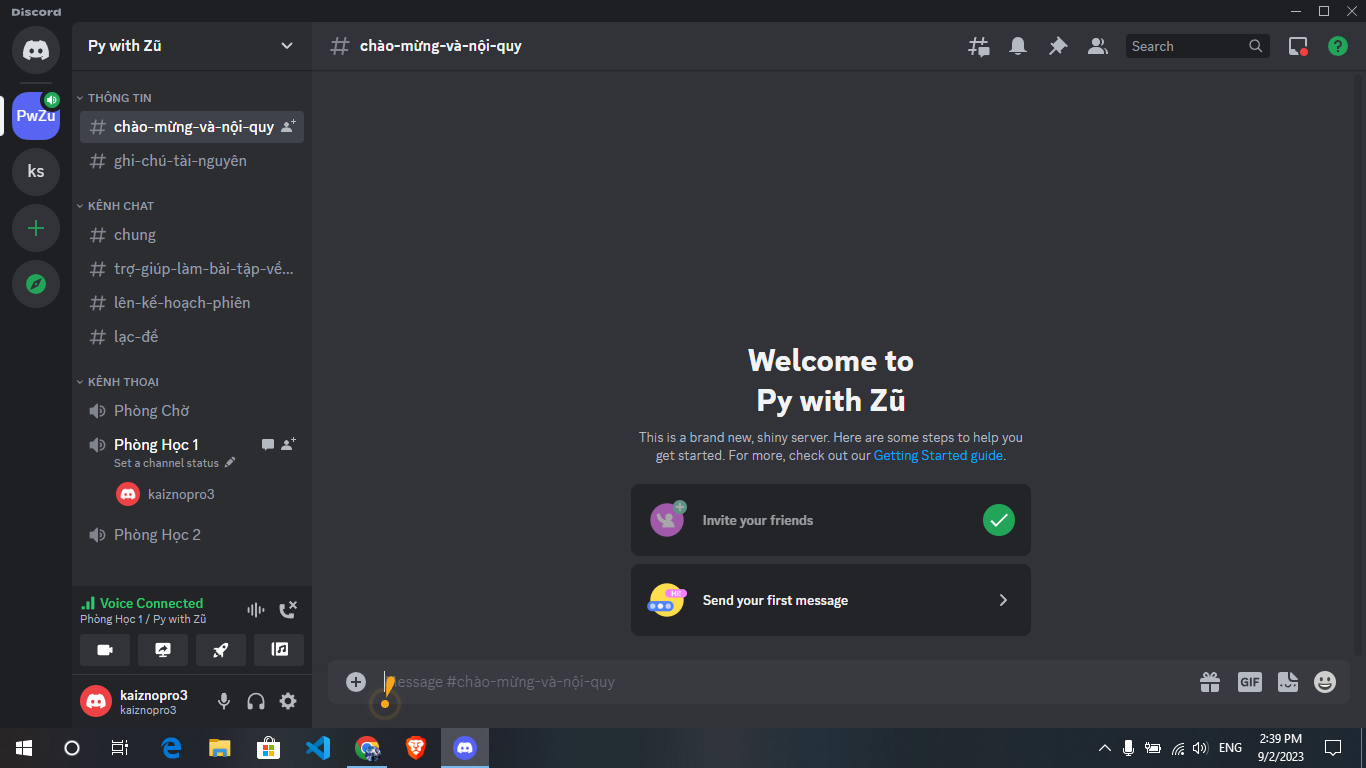 Discord
PwZu
ks
Py with Zũ
THÔNG TIN
chào-mừng-và-nội-quy
ghi-chú-tài-nguyên
KÊNH CHAT
chung
trợ-giúp-làm-bài-tập-về...
lên-kế-hoạch-phiên
lạc-đề
KÊNH THOẠI
Phòng Chờ
Phòng Học 1
Set a channel status
kaiznopro3
Phòng Học 2
Voice Connected
Phòng Học 1 / Py with Zũ
kaiznopro3
kaiznopro3
chào-mừng-và-nội-quy
Search
Welcome to
Py with Zũ
This is a brand new, shiny server. Here are some steps to help you
get started. For more, check out our Getting Started guide.
Invite your friends
Hi!
Send your first message
Message #chào-mừng-và-nội-quy
GIF
ENG
2:39 PM
9/2/2023